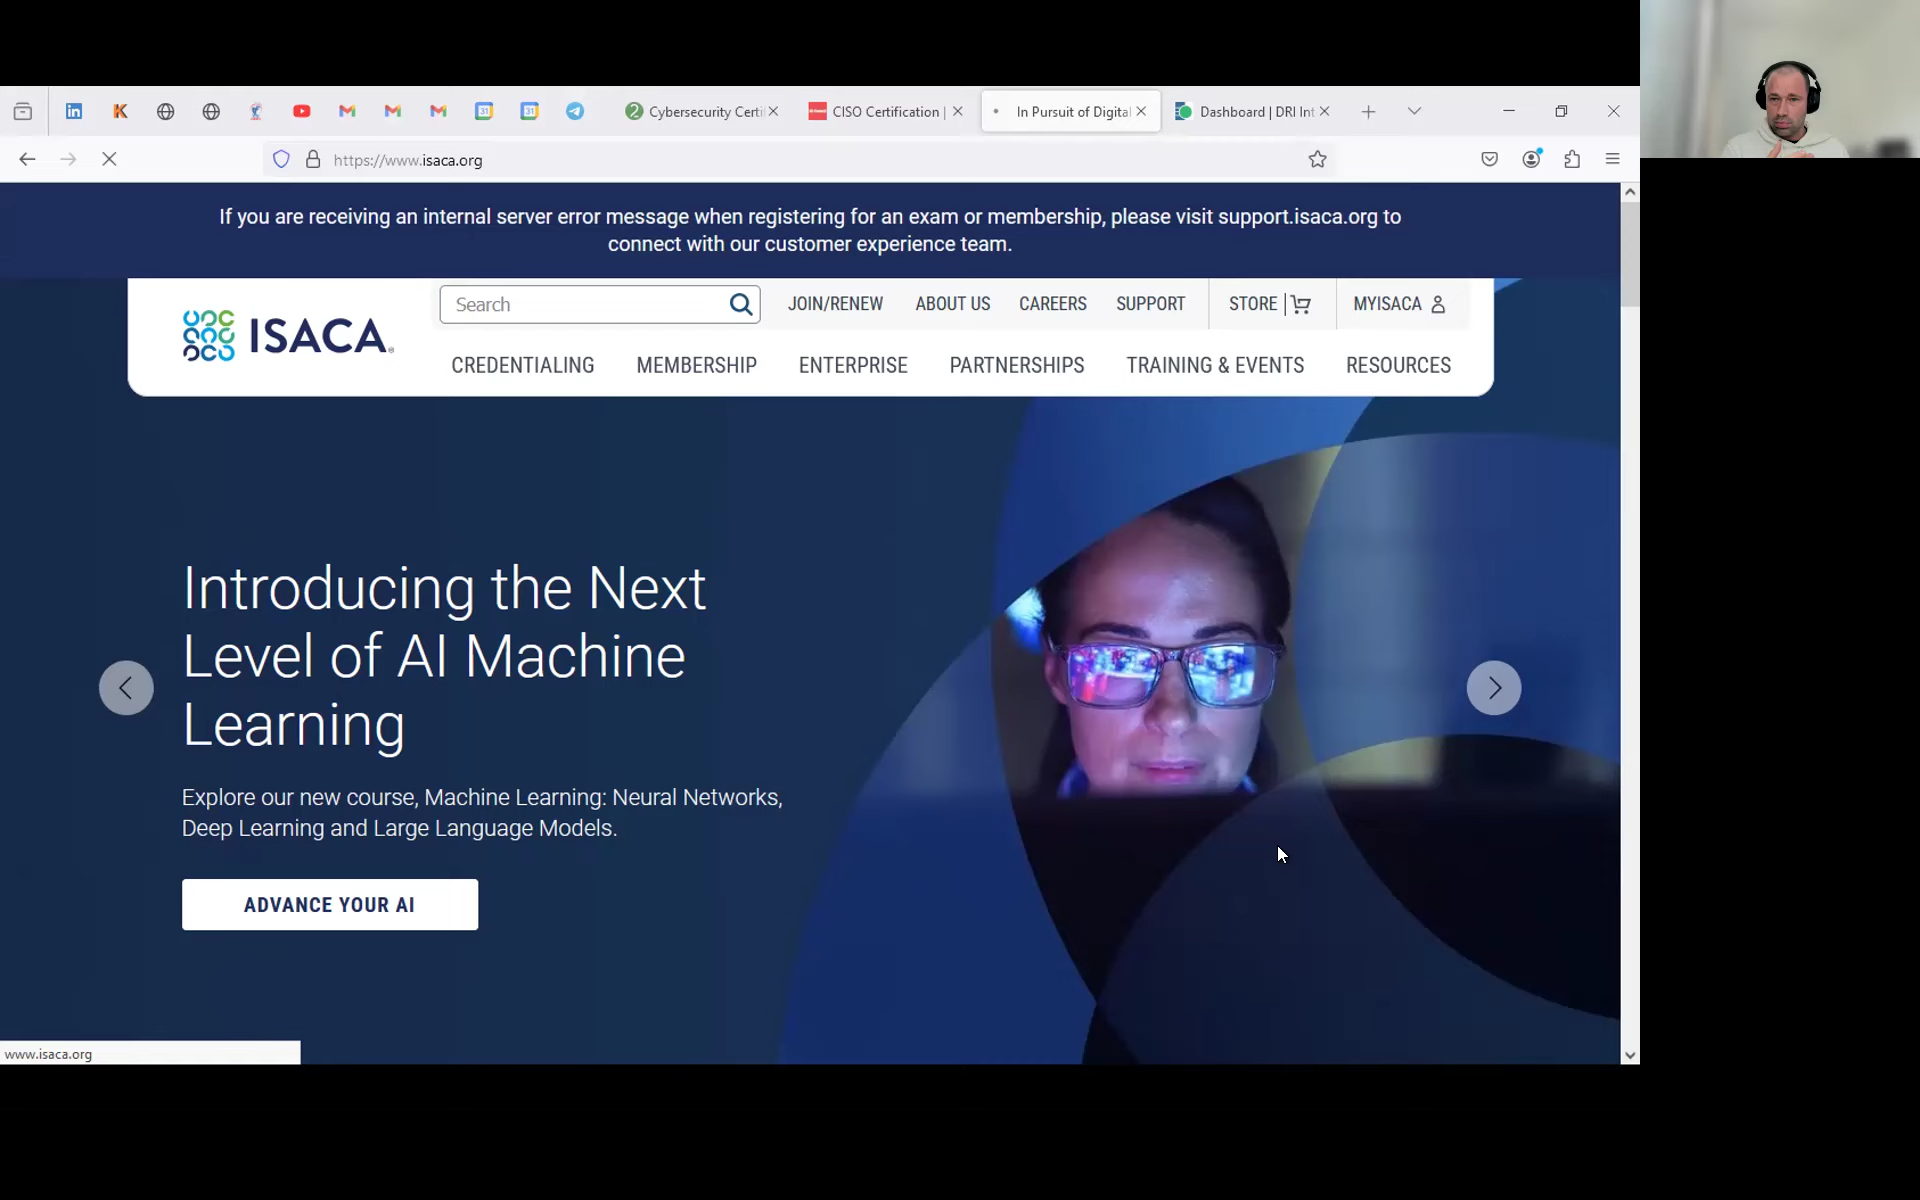 Cybersecurity Certif
CISO Certification |
In Pursuit of Digital
Dashboard | DRI Int
https://www.isaca.org
If you are receiving an internal server error message when registering for an exam or membership, please visit support.isaca.org to
connect with our customer experience team.
Search
JOIN/RENEW
ABOUT US
CAREERS
SUPPORT
STORE
MYISACA
ISACA®
CREDENTIALING
MEMBERSHIP
ENTERPRISE
PARTNERSHIPS
TRAINING & EVENTS
RESOURCES
Introducing the Next
Level of AI Machine
Learning
Explore our new course, Machine Learning: Neural Networks,
Deep Learning and Large Language Models.
ADVANCE YOUR AI
www.isaca.org